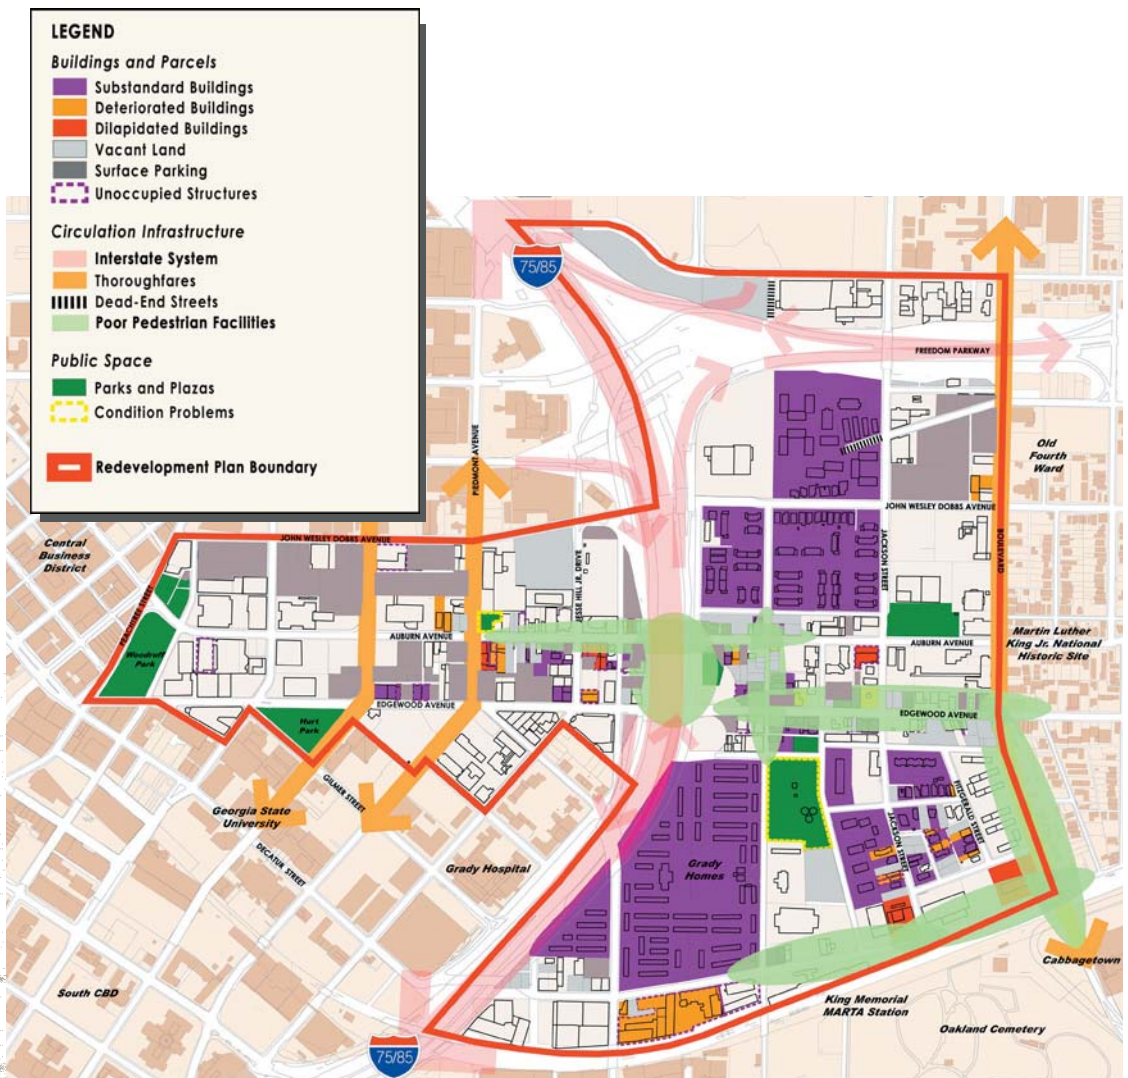 LEGEND
Buildings and Parcels
Substandard Buildings
Deteriorated Buildings
Dilapidated Buildings
Vacant Land
Surface Parking
Unoccupied Structures
Circulation Infrastructure
Interstate System
Thoroughfares
Dead-End Streets
Poor Pedestrian Facilities
Public Space
Parks and Plazas
Condition Problems
Redevelopment Plan Boundary
75/85
FREEDOM PARKWAY
PIEDMONT AVENUE
Old
Fourth
Ward
JOHN WESLEY DOBBS AVENUE
BOULEVARD
JACKSON STREET
Central
Business
District
JOHN WESLEY DOBBS AVENUE
JESSE HILL JR. DRIVE
PEACHTREE STREET
AUBURN AVENUE
AUBURN AVENUE
Martin Luther
King Jr. National
Historic Site
Woodruff
Park
EDGEWOOD AVENUE
EDGEWOOD AVENUE
Hurt
Park
GILMER STREET
Georgia State
University
DECATUR STREET
Grady Hospital
Grady
Homes
JACKSON STREET
FITZGERALD STREET
Cabbagetown
South CBD
King Memorial
MARTA Station
Oakland Cemetery
75/85